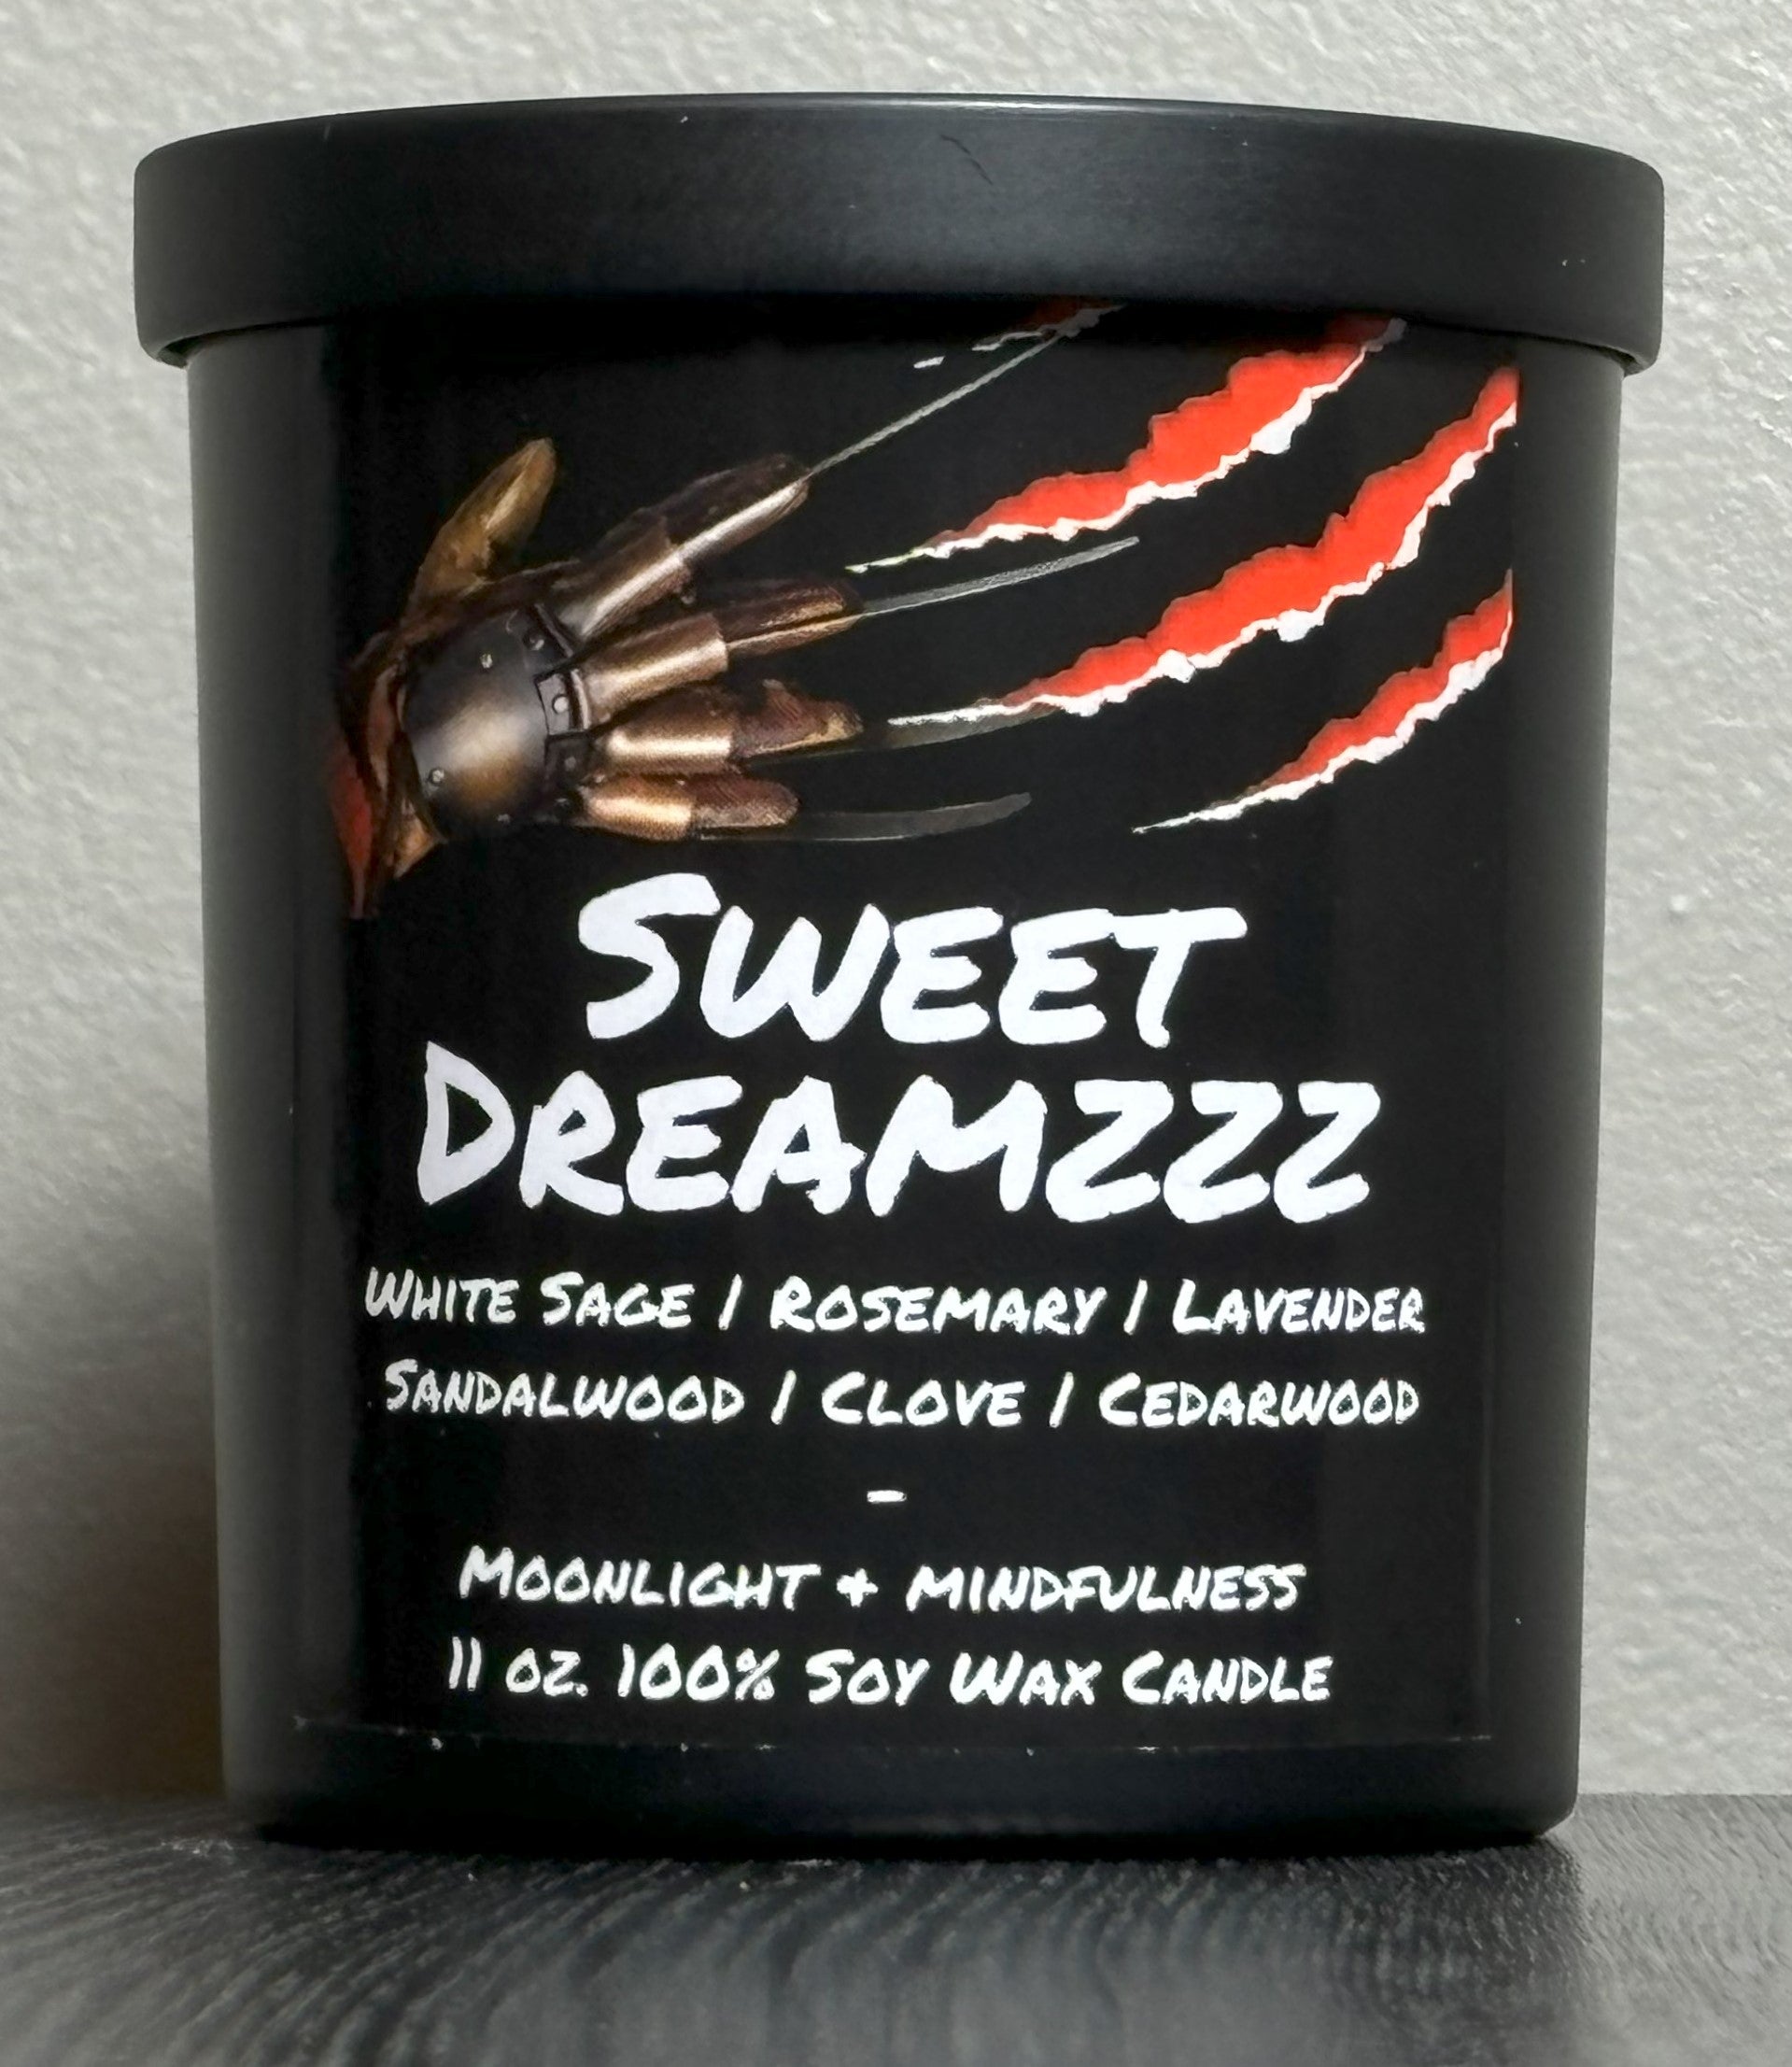 Sweet
Dreamzzz
White Sage / Rosemary / Lavender
Sandalwood / Clove / Cedarwood
-
Moonlight + mindfulness
11 oz. 100% Soy Wax Candle